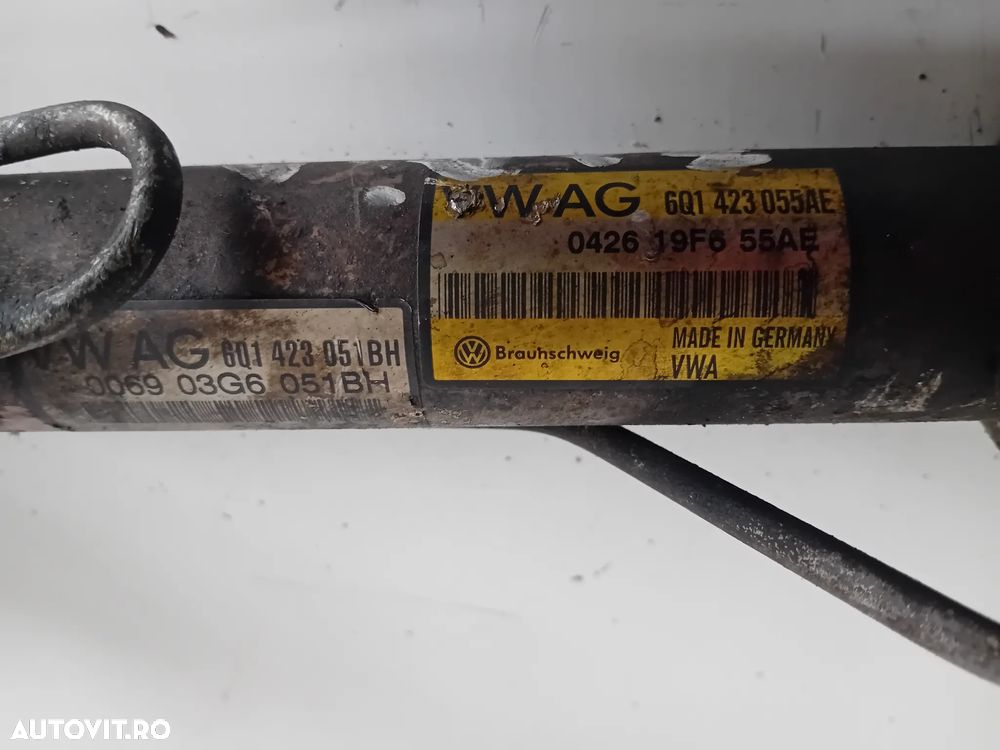 VW AG 6Q1 423 055AE
0426 19F6 55AE
Braunschweig
MADE IN GERMANY
VWA
VW AG 6Q1 423 051BH
0069 03G6 051BH
AUTOVIT.RO